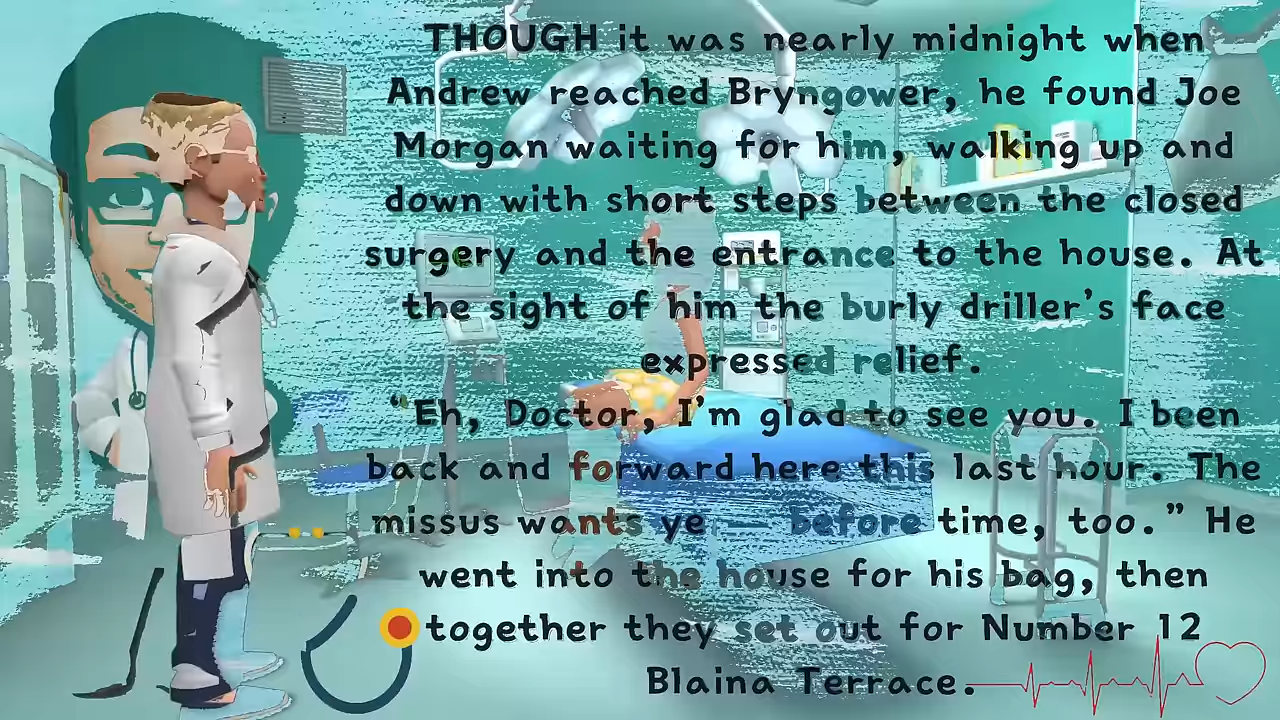 THOUGH it was nearly midnight when
Andrew reached Bryngower, he found Joe
Morgan waiting for him, walking up and
down with short steps between the closed
surgery and the entrance to the house. At
the sight of him the burly driller's face
expressed relief.
“Eh, Doctor, I'm glad to see you. I been
back and forward here this last hour. The
missus wants ye — before time, too.” He
went into the house for his bag, then
together they set out for Number 12
Blaina Terrace.